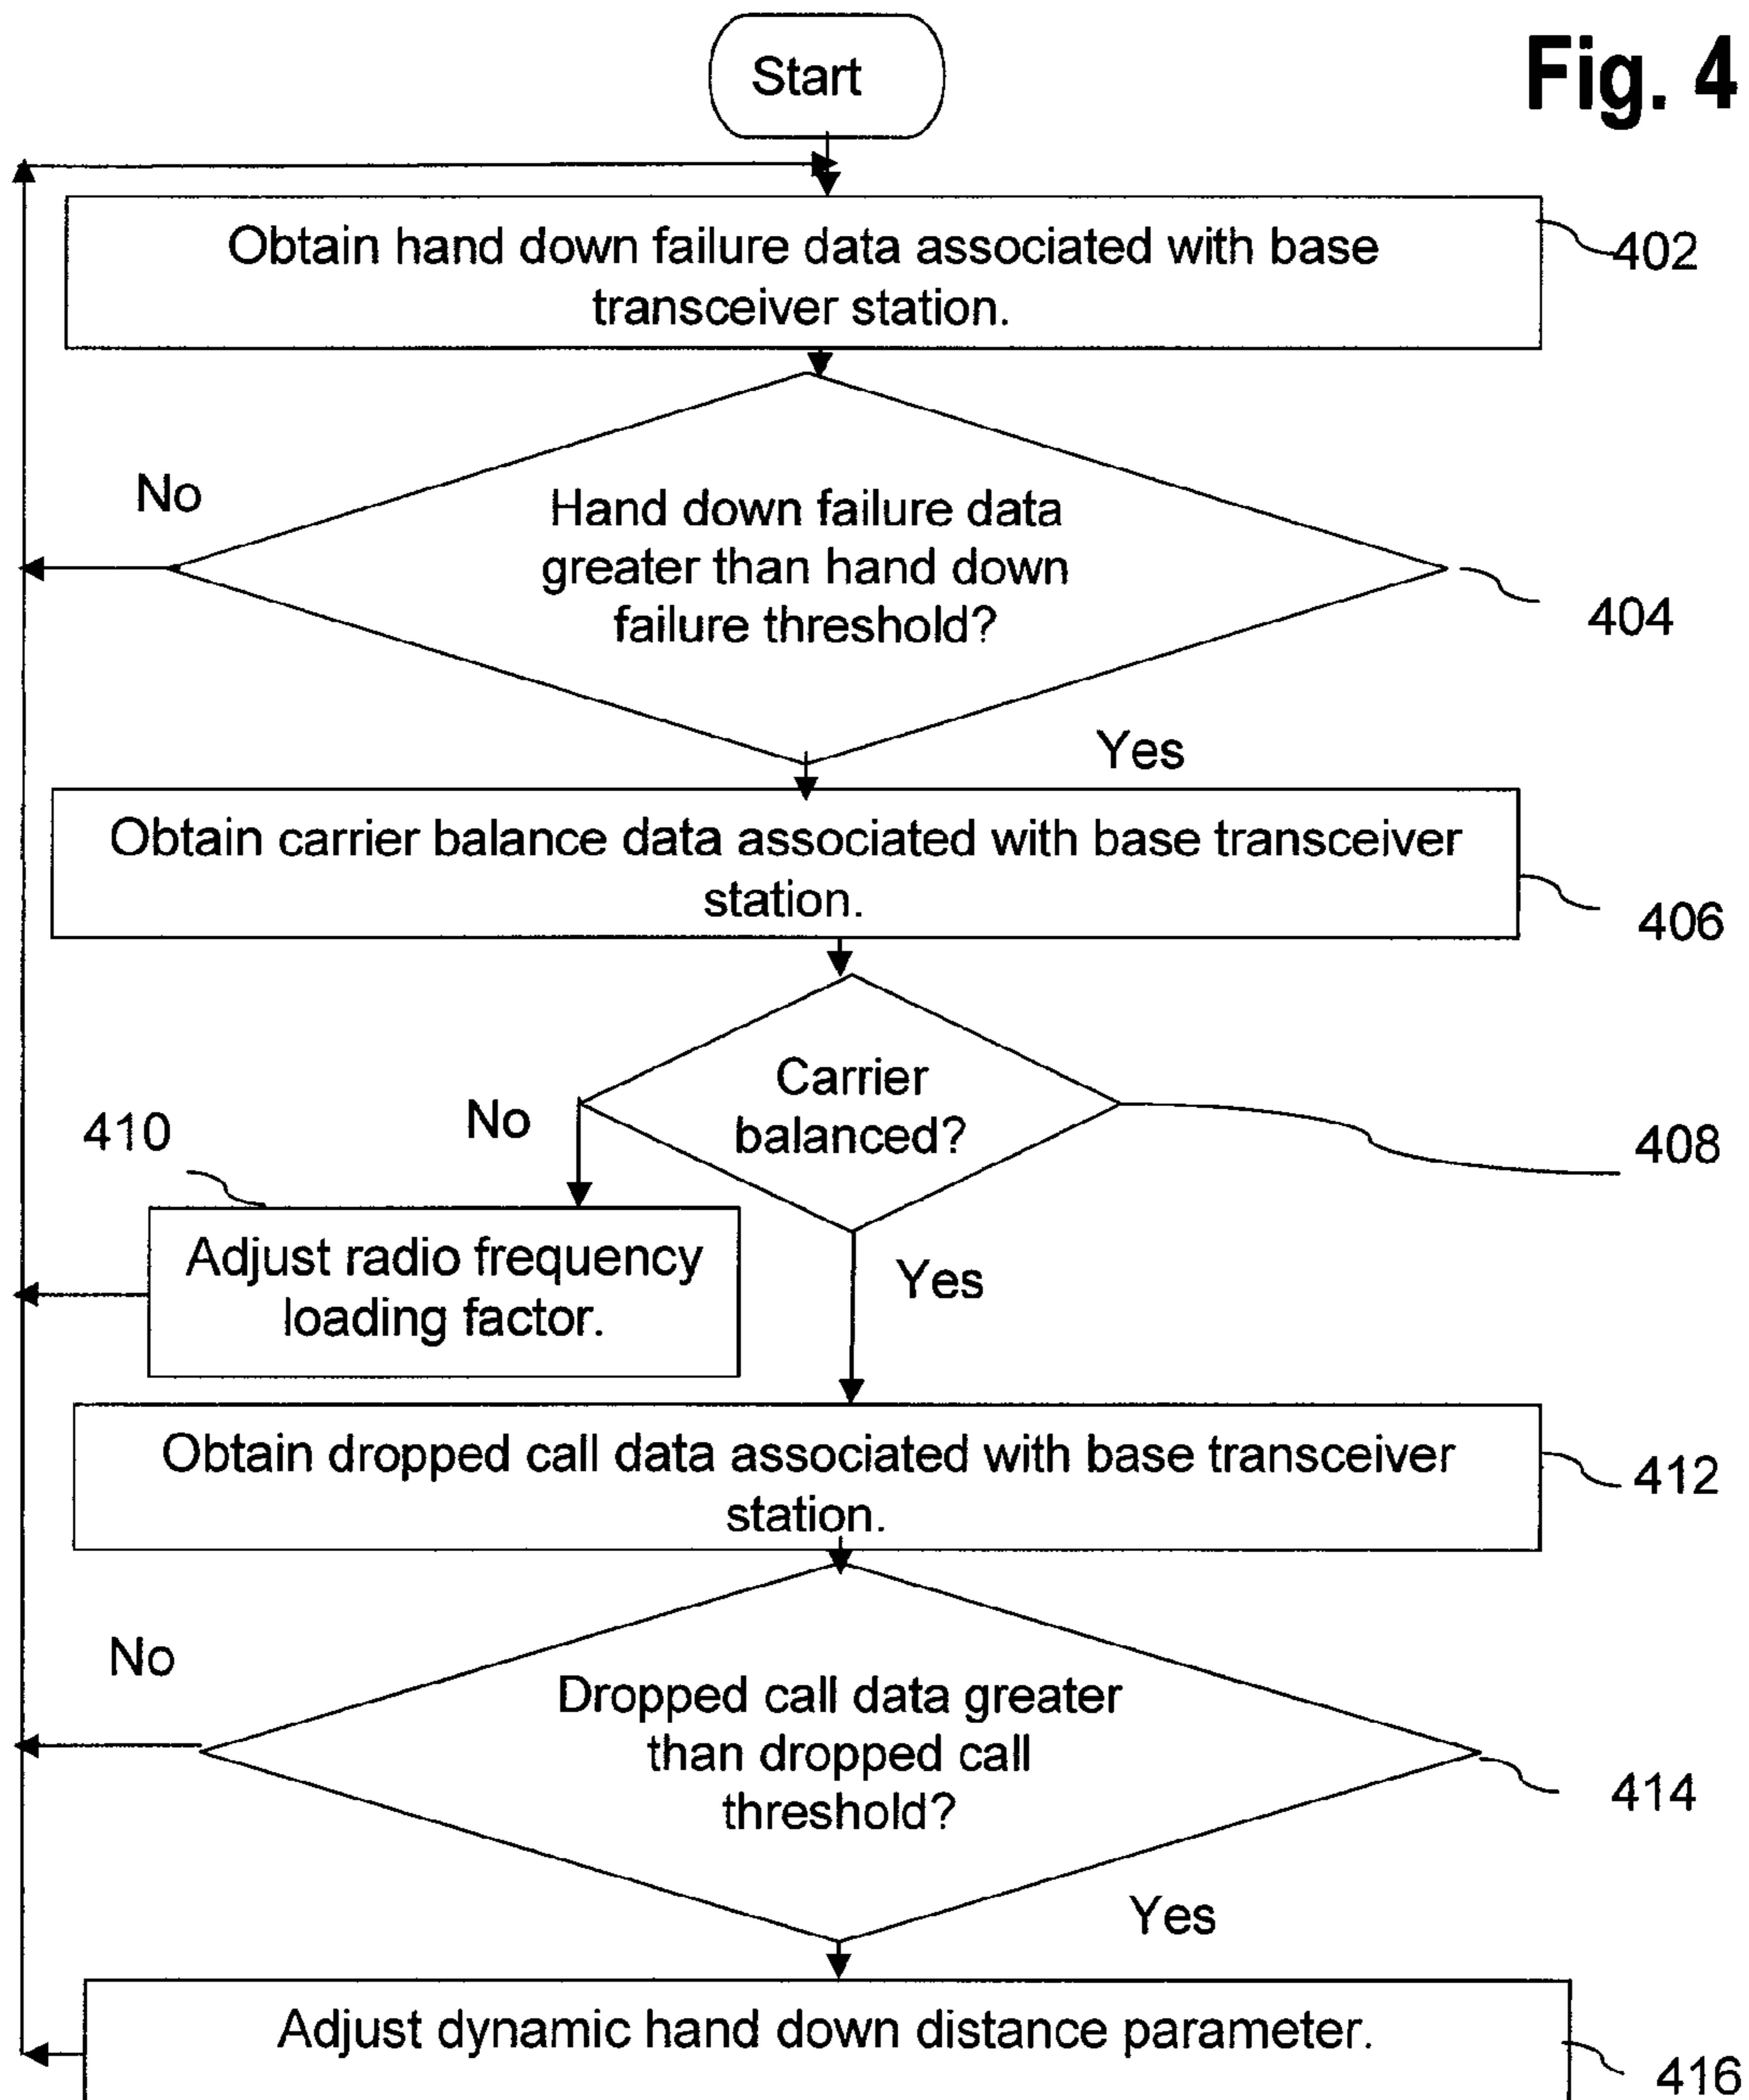 Fig. 4
Start
Obtain hand down failure data associated with base
transceiver station.
402
No
Hand down failure data
greater than hand down
failure threshold?
404
Yes
Obtain carrier balance data associated with base transceiver
station.
406
Carrier
balanced?
No
408
410
Adjust radio frequency
loading factor.
Yes
Obtain dropped call data associated with base transceiver
station.
412
No
Dropped call data greater
than dropped call
threshold?
414
Yes
Adjust dynamic hand down distance parameter.
416